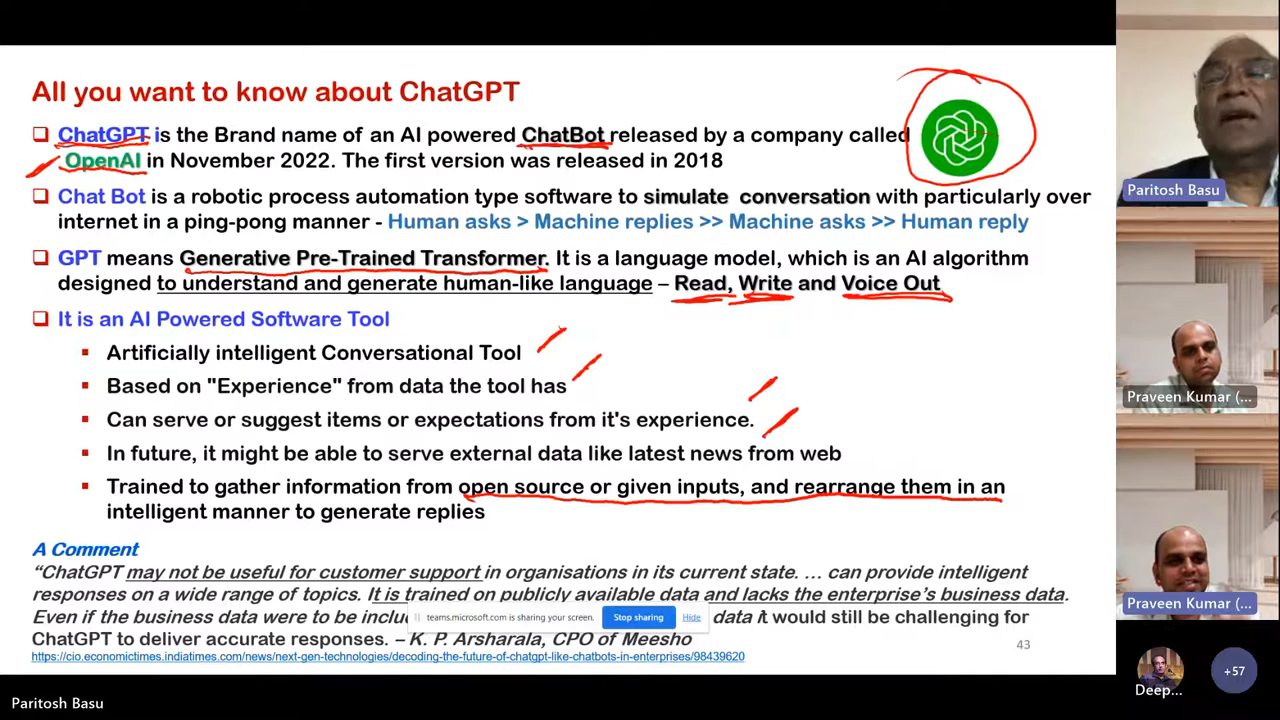 All you want to know about ChatGPT
ChatGPT is the Brand name of an AI powered ChatBot released by a company called
OpenAI in November 2022. The first version was released in 2018
Chat Bot is a robotic process automation type software to simulate conversation with particularly over
internet in a ping-pong manner - Human asks > Machine replies >> Machine asks >> Human reply
GPT means Generative Pre-Trained Transformer. It is a language model, which is an AI algorithm
designed to understand and generate human-like language – Read, Write and Voice Out
It is an AI Powered Software Tool
Artificially intelligent Conversational Tool
Based on "Experience" from data the tool has
Can serve or suggest items or expectations from it's experience.
In future, it might be able to serve external data like latest news from web
Trained to gather information from open source or given inputs, and rearrange them in an
intelligent manner to generate replies
A Comment
“ChatGPT may not be useful for customer support in organisations in its current state. … can provide intelligent
responses on a wide range of topics. It is trained on publicly available data and lacks the enterprise’s business data.
Even if the business data were to be inclu data it would still be challenging for
teams.microsoft.com is sharing your screen. Stop sharing Hide
ChatGPT to deliver accurate responses. – K. P. Arsharala, CPO of Meesho
https://cio.economictimes.indiatimes.com/news/next-gen-technologies/decoding-the-future-of-chatgpt-like-chatbots-in-enterprises/98439620
43
Paritosh Basu
Praveen Kumar (...
Praveen Kumar (...
Deep...
+57
Paritosh Basu